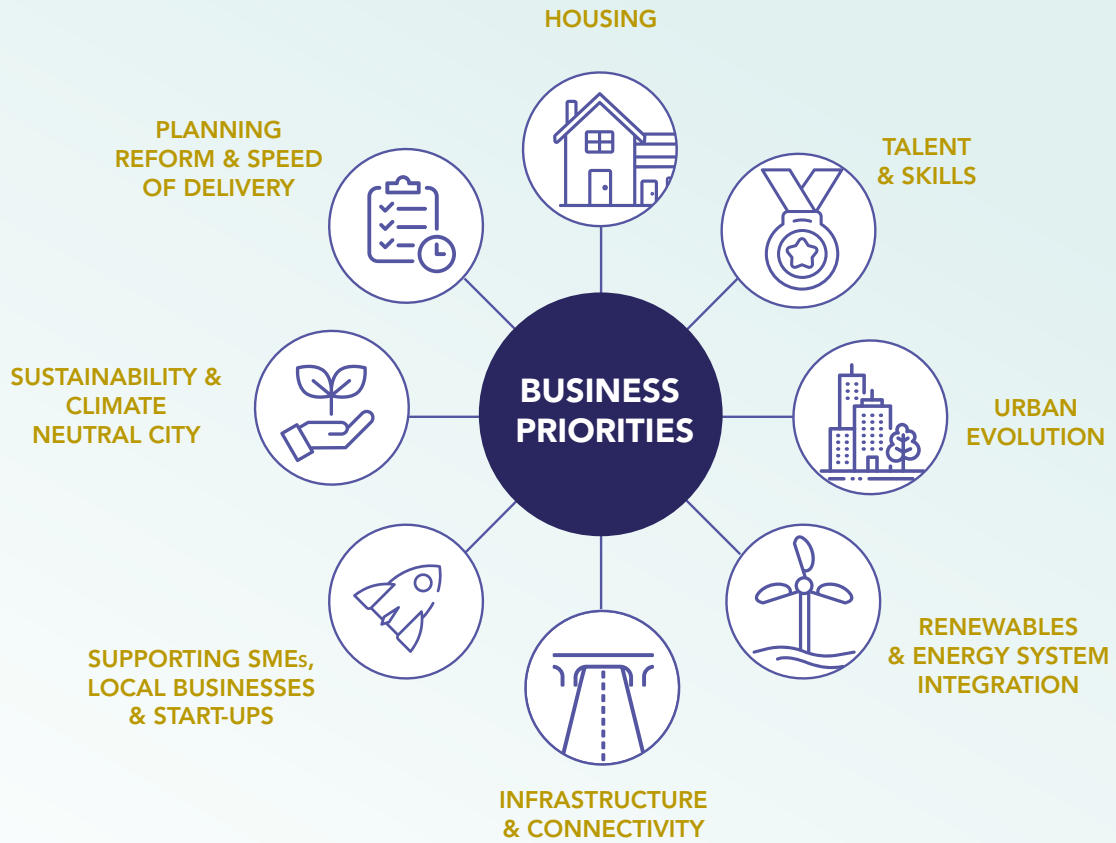 HOUSING
PLANNING
REFORM & SPEED
OF DELIVERY
TALENT
& SKILLS
SUSTAINABILITY &
CLIMATE
NEUTRAL CITY
BUSINESS
PRIORITIES
URBAN
EVOLUTION
SUPPORTING SMEs,
LOCAL BUSINESSES
& START-UPS
RENEWABLES
& ENERGY SYSTEM
INTEGRATION
INFRASTRUCTURE
& CONNECTIVITY